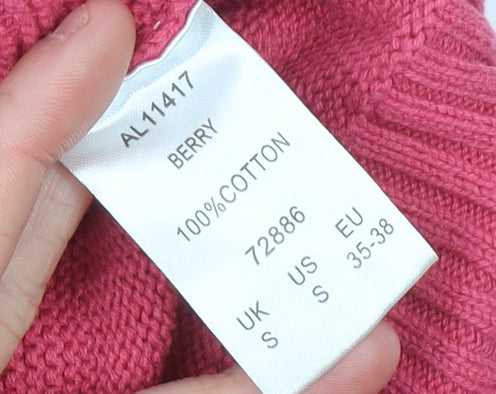 AL11417
BERRY
100%COTTON
72886
UK US EU
S S 35-38